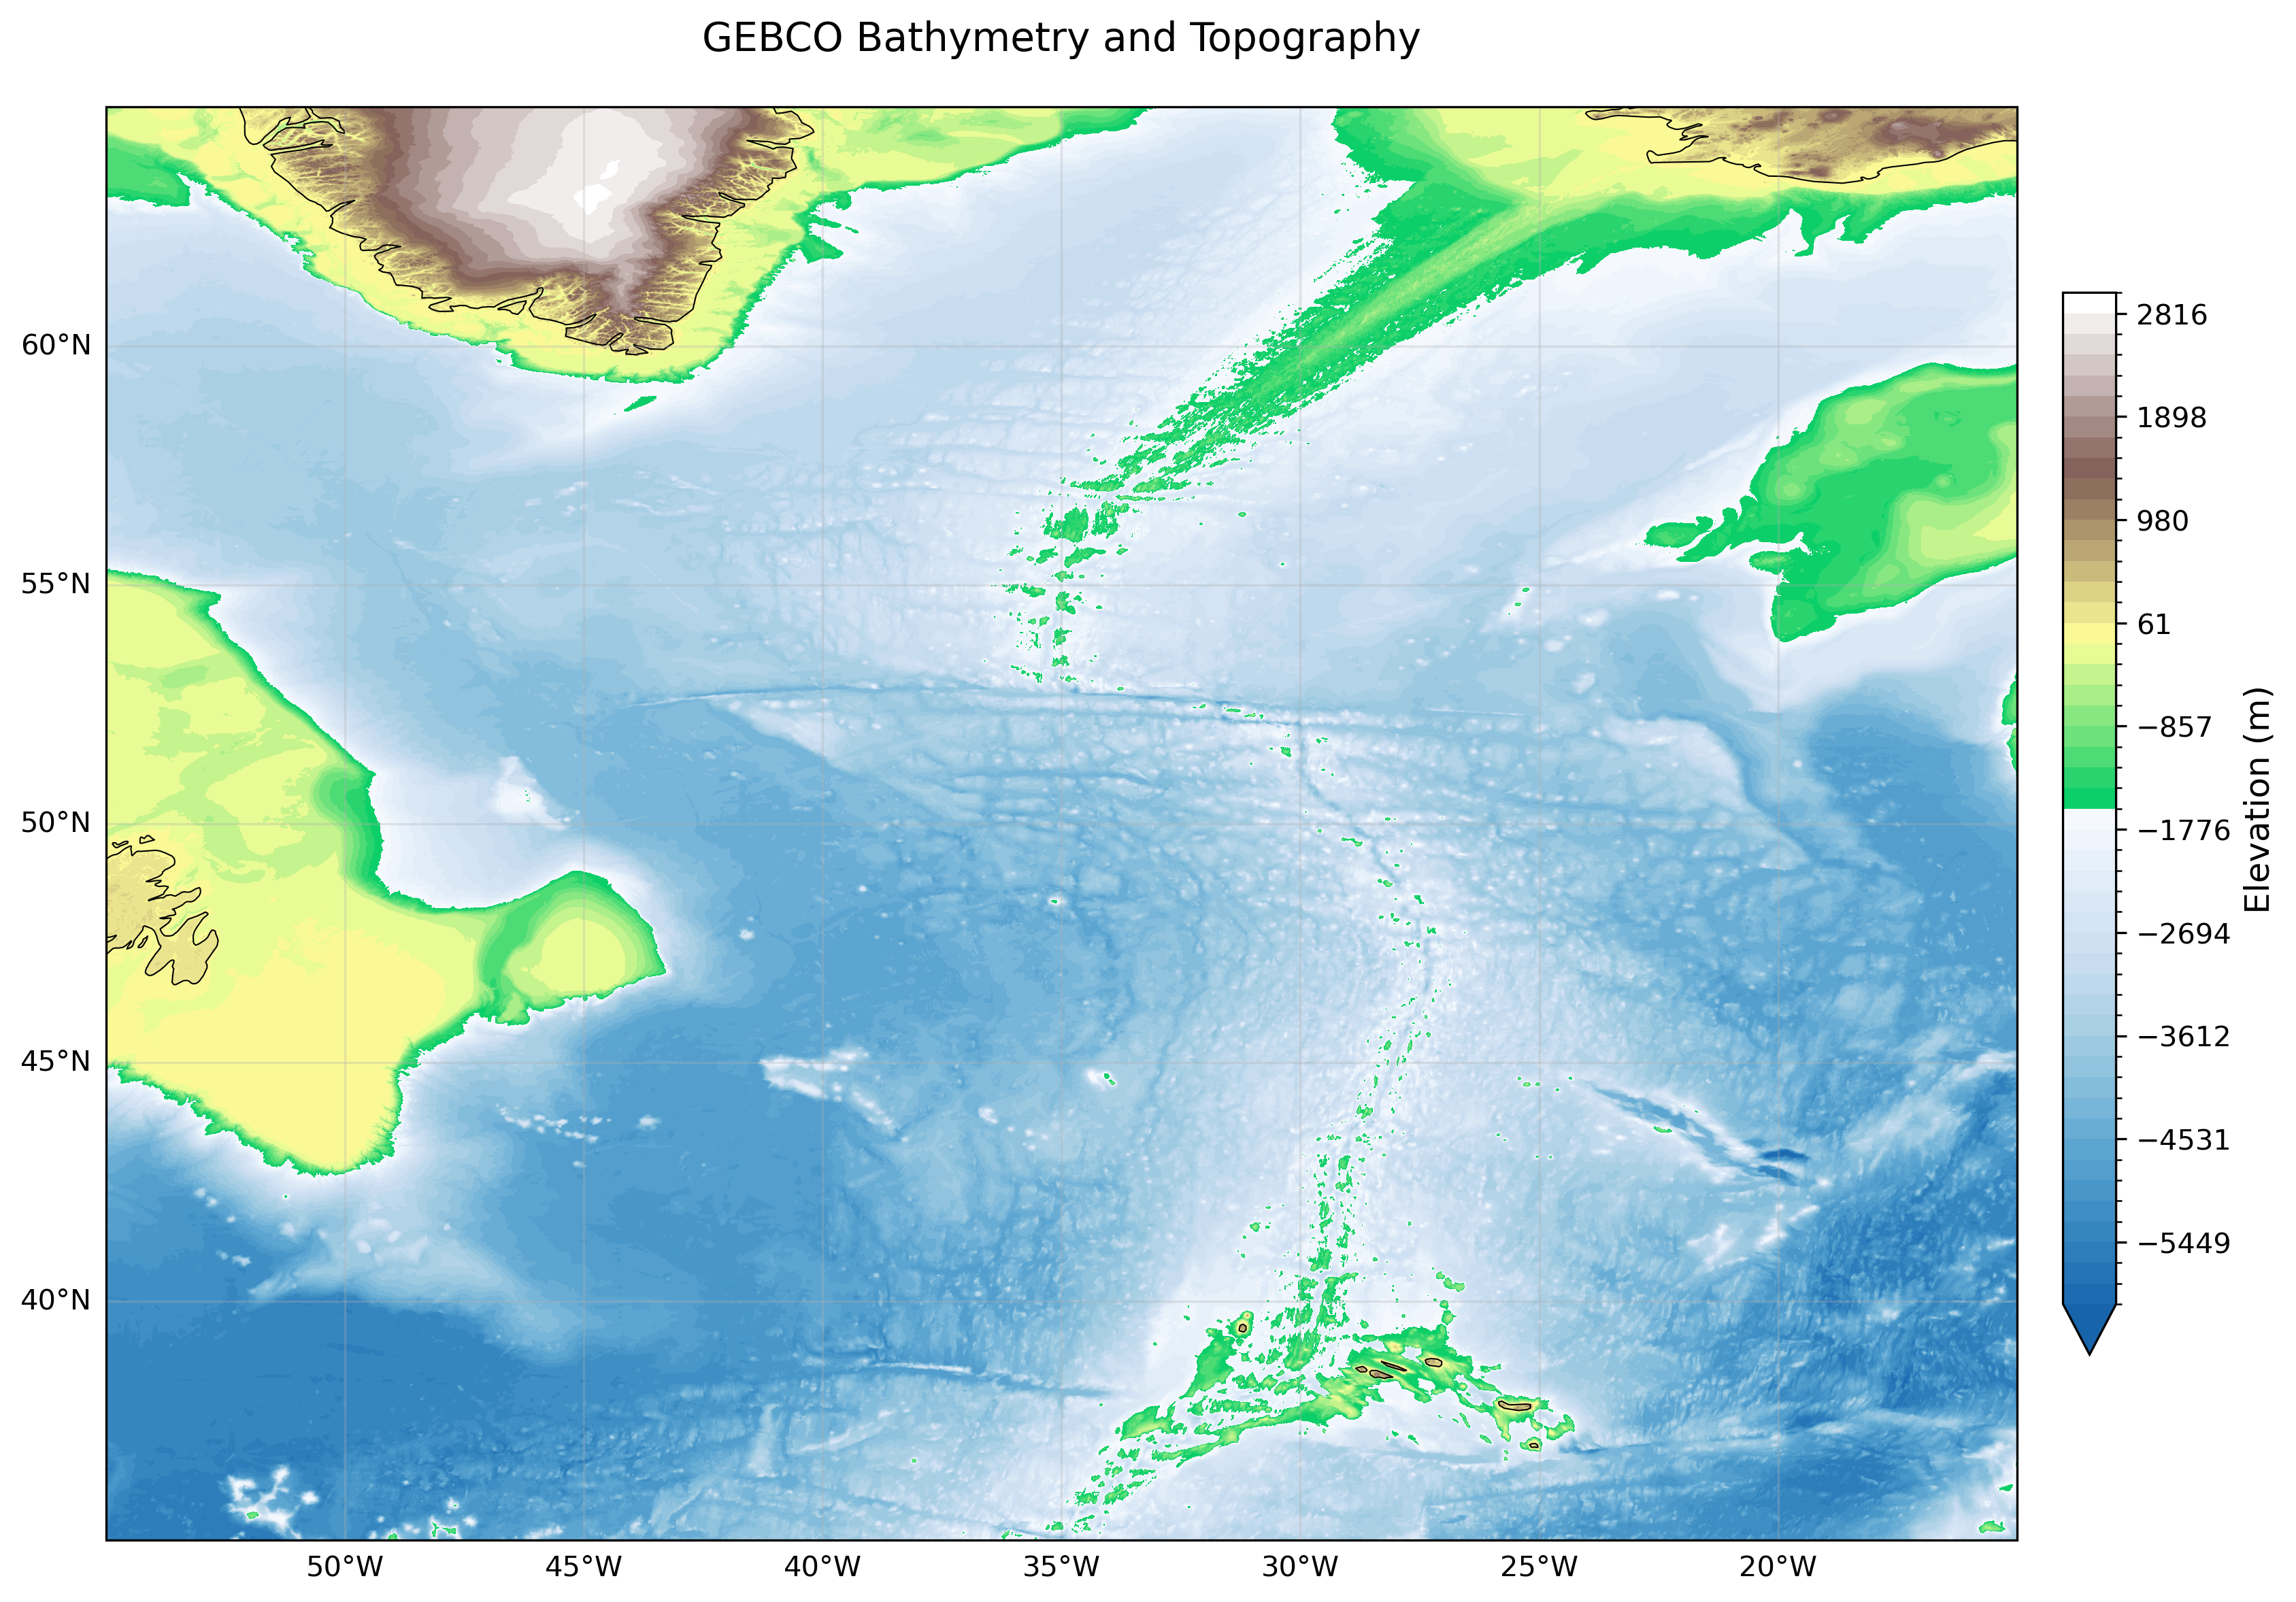 GEBCO Bathymetry and Topography
60°N
55°N
50°N
45°N
40°N
50°W
45°W
40°W
35°W
30°W
25°W
20°W
2816
1898
980
61
−857
−1776
−2694
−3612
−4531
−5449
Elevation (m)